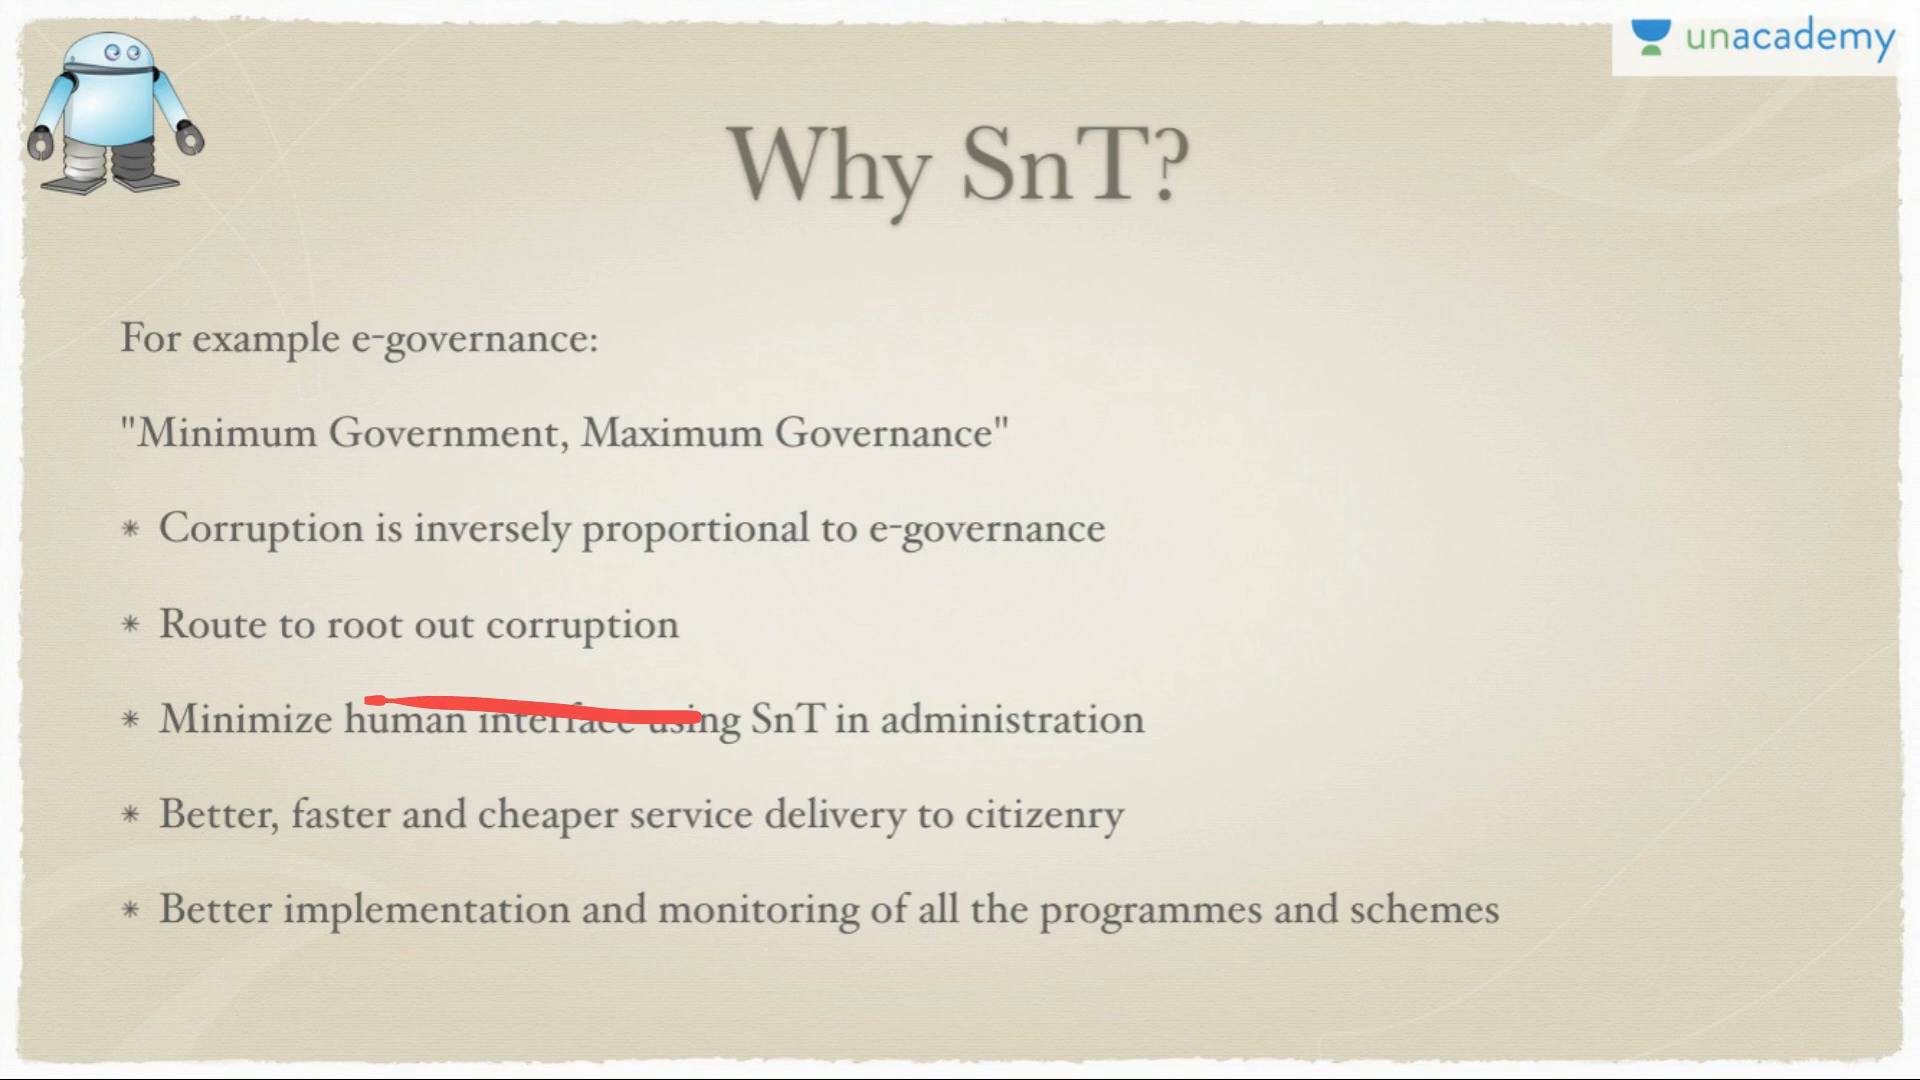 unacademy
Why SnT?
For example e-governance:
"Minimum Government, Maximum Governance"
* Corruption is inversely proportional to e-governance
* Route to root out corruption
* Minimize human interface using SnT in administration
* Better, faster and cheaper service delivery to citizenry
* Better implementation and monitoring of all the programmes and schemes